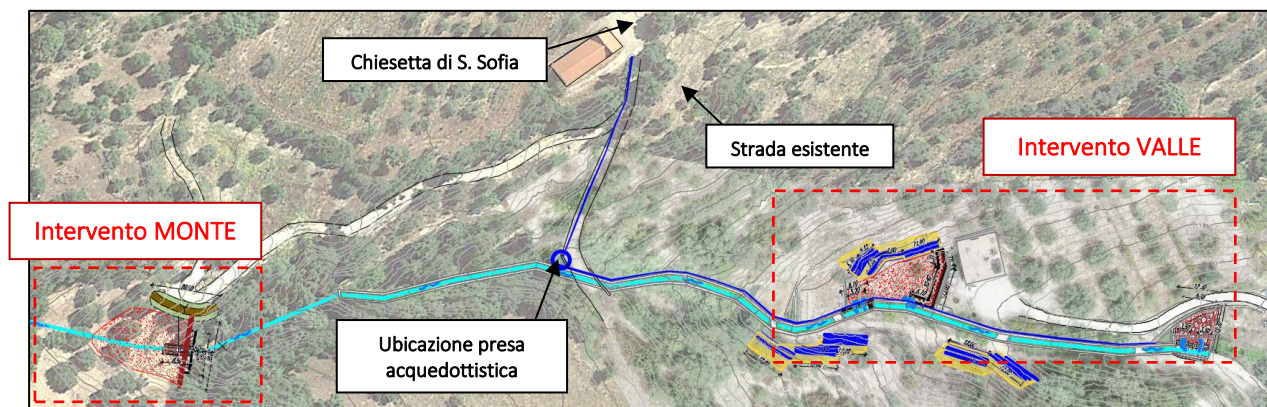 Chiesetta di S. Sofia
Strada esistente
Intervento VALLE
Intervento MONTE
Ubicazione presa
acquedottistica